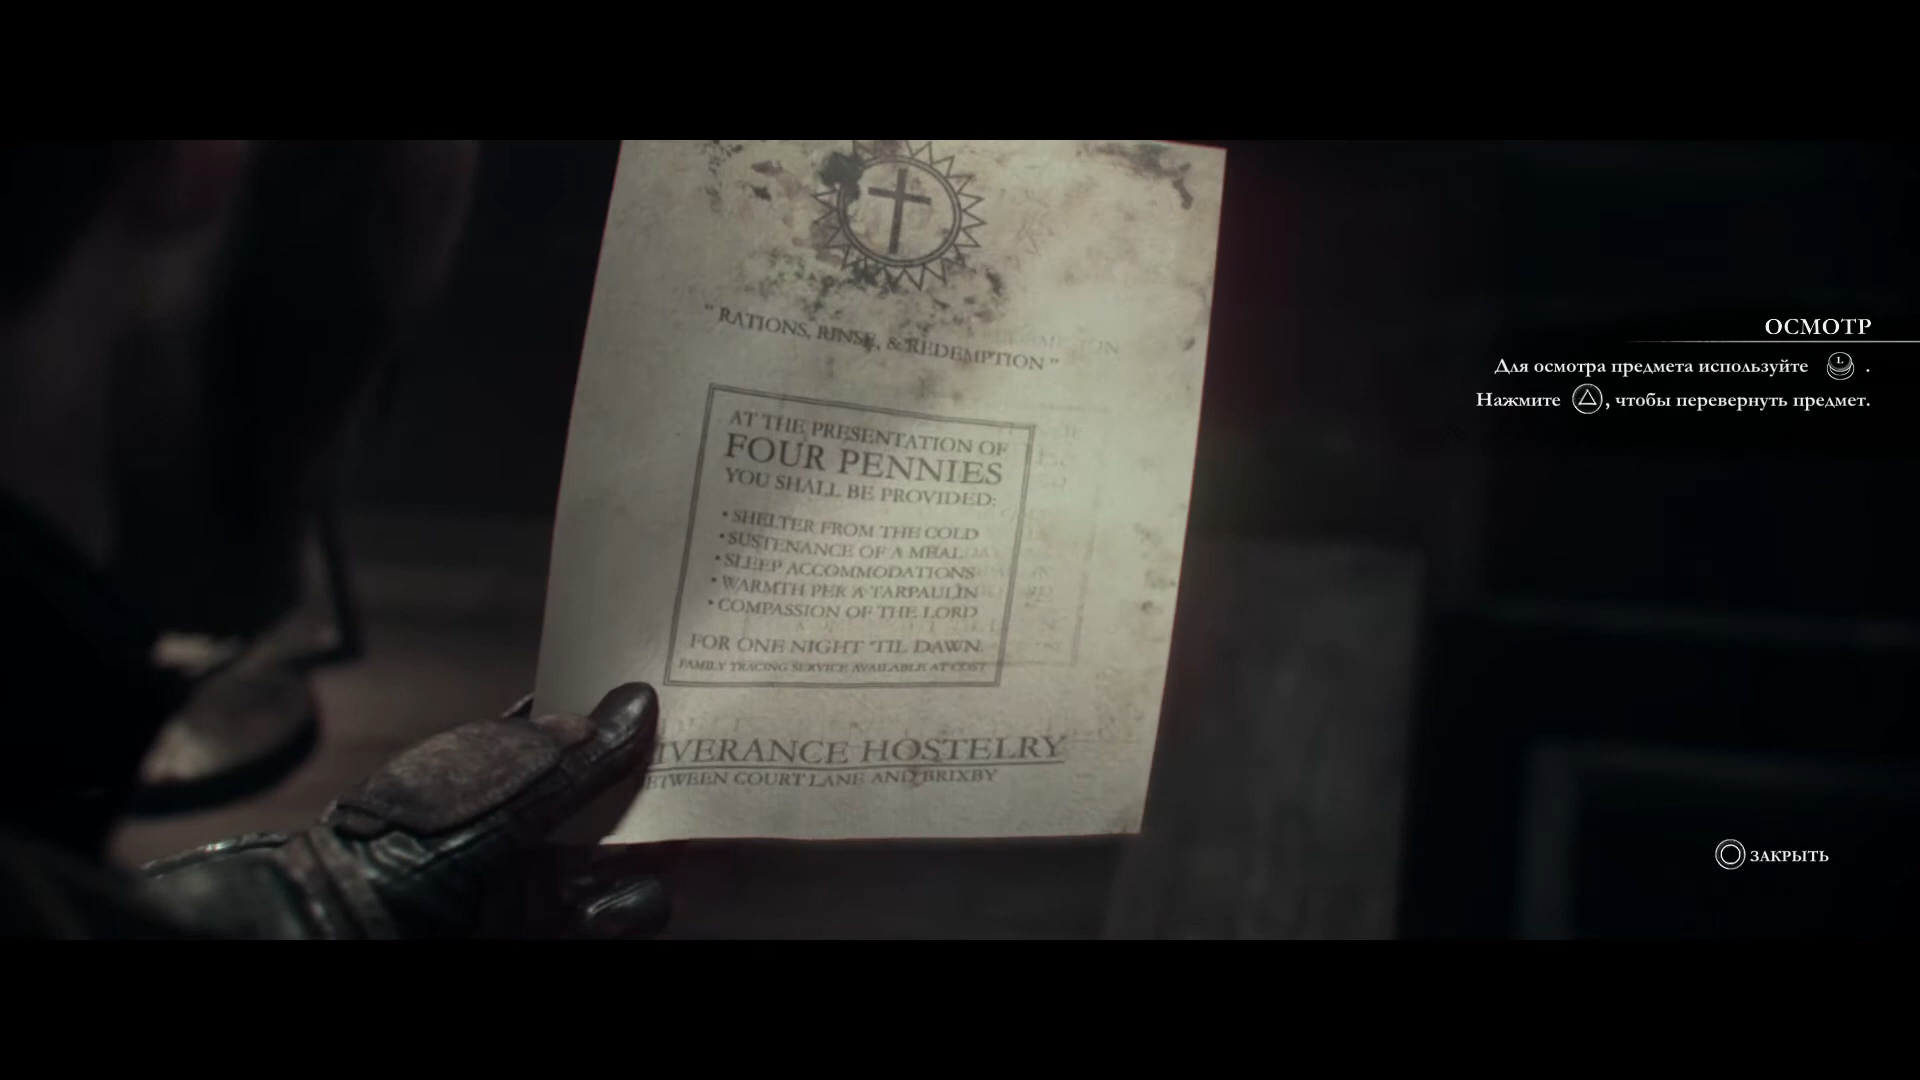 " RATIONS, RINSE, & REDEMPTION "
AT THE PRESENTATION OF
FOUR PENNIES
YOU SHALL BE PROVIDED:
• SHELTER FROM THE COLD
• SUSTENANCE OF A MEAL
• SLEEP ACCOMMODATIONS
• WARMTH PER A TARPAULIN
• COMPASSION OF THE LORD
FOR ONE NIGHT 'TIL DAWN
FAMILY TRACING SERVICE AVAILABLE AT COST
IVERANCE HOSTELRY
ETWEEN COURT LANE AND BRIXBY
ОСМОТР
Для осмотра предмета используйте L .
Нажмите , чтобы перевернуть предмет.
ЗАКРЫТЬ